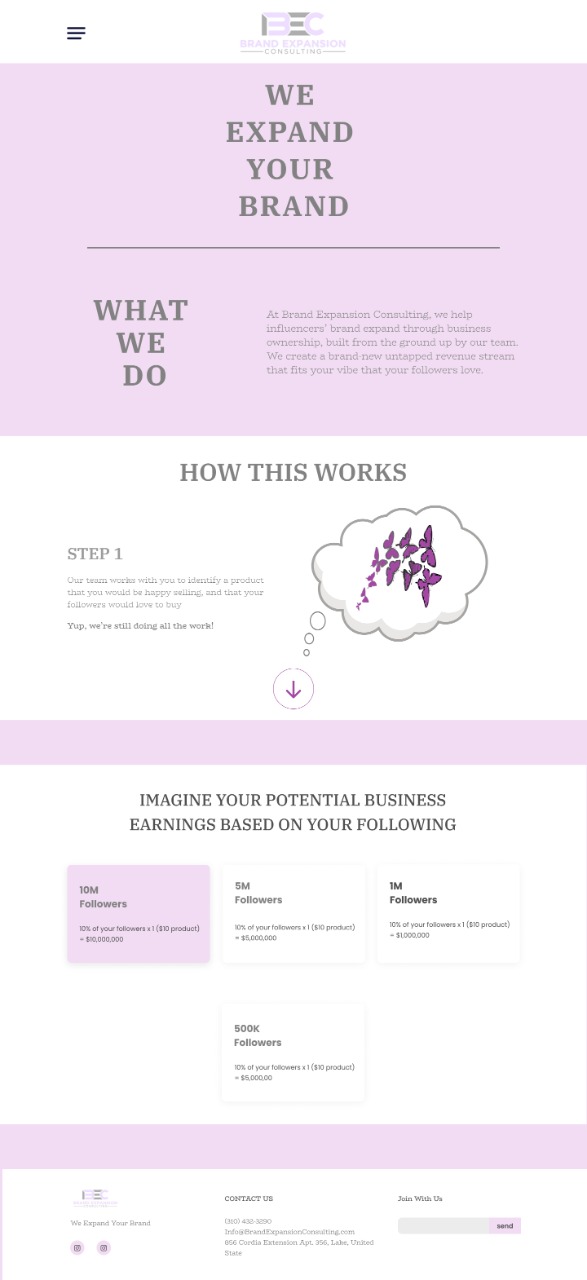 BEC
BRAND EXPANSION
CONSULTING
WE
EXPAND
YOUR
BRAND
WHAT
WE
DO
At Brand Expansion Consulting, we help
influencers' brand expand through business
ownership, built from the ground up by our team.
We create a brand-new untapped revenue stream
that fits your vibe that your followers love.
HOW THIS WORKS
STEP 1
Our team works with you to identify a product
that you would be happy selling, and that your
followers would love to buy
Yup, we're still doing all the work!
IMAGINE YOUR POTENTIAL BUSINESS
EARNINGS BASED ON YOUR FOLLOWING
10M
Followers
10% of your followers x 1 ($10 product)
= $10,000,000
5M
Followers
10% of your followers x 1 ($10 product)
= $5,000,000
1M
Followers
10% of your followers x 1 ($10 product)
= $1,000,000
500K
Followers
10% of your followers x 1 ($10 product)
= $5,000,00
BEC
BRAND EXPANSION
CONSULTING
We Expand Your Brand
CONTACT US
(310) 432-3290
Info@BrandExpansionConsulting.com
656 Cordia Extension Apt. 356, Lake, United
State
Join With Us
send